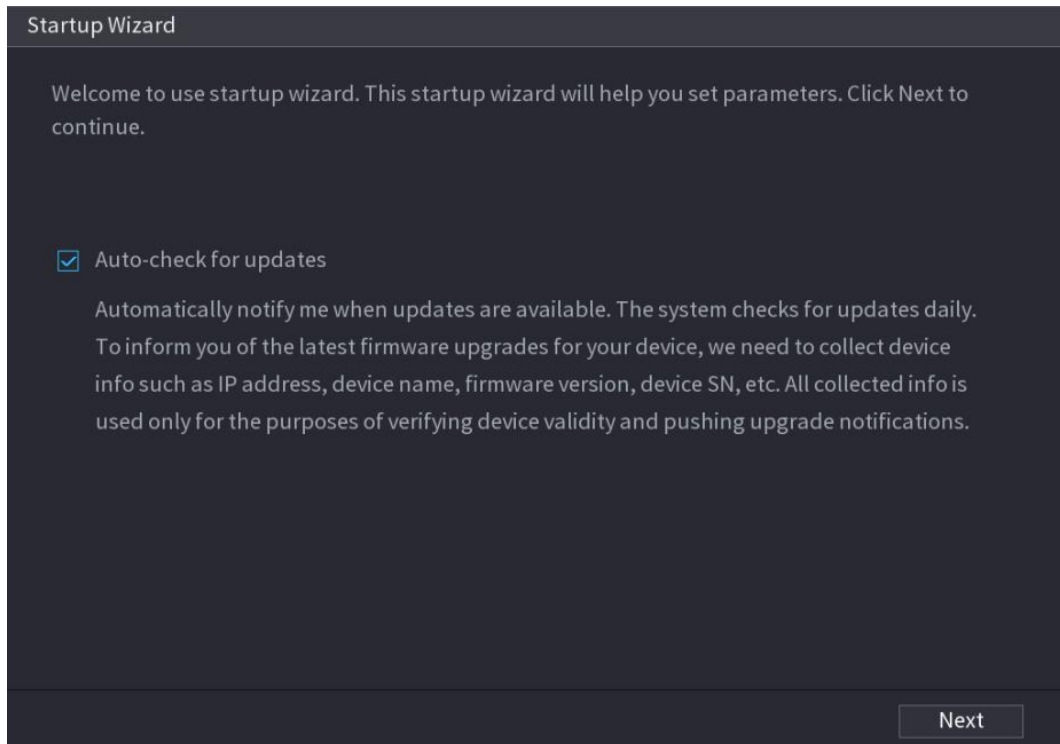 Startup Wizard
Welcome to use startup wizard. This startup wizard will help you set parameters. Click Next to
continue.
Auto-check for updates
Automatically notify me when updates are available. The system checks for updates daily.
To inform you of the latest firmware upgrades for your device, we need to collect device
info such as IP address, device name, firmware version, device SN, etc. All collected info is
used only for the purposes of verifying device validity and pushing upgrade notifications.
Next